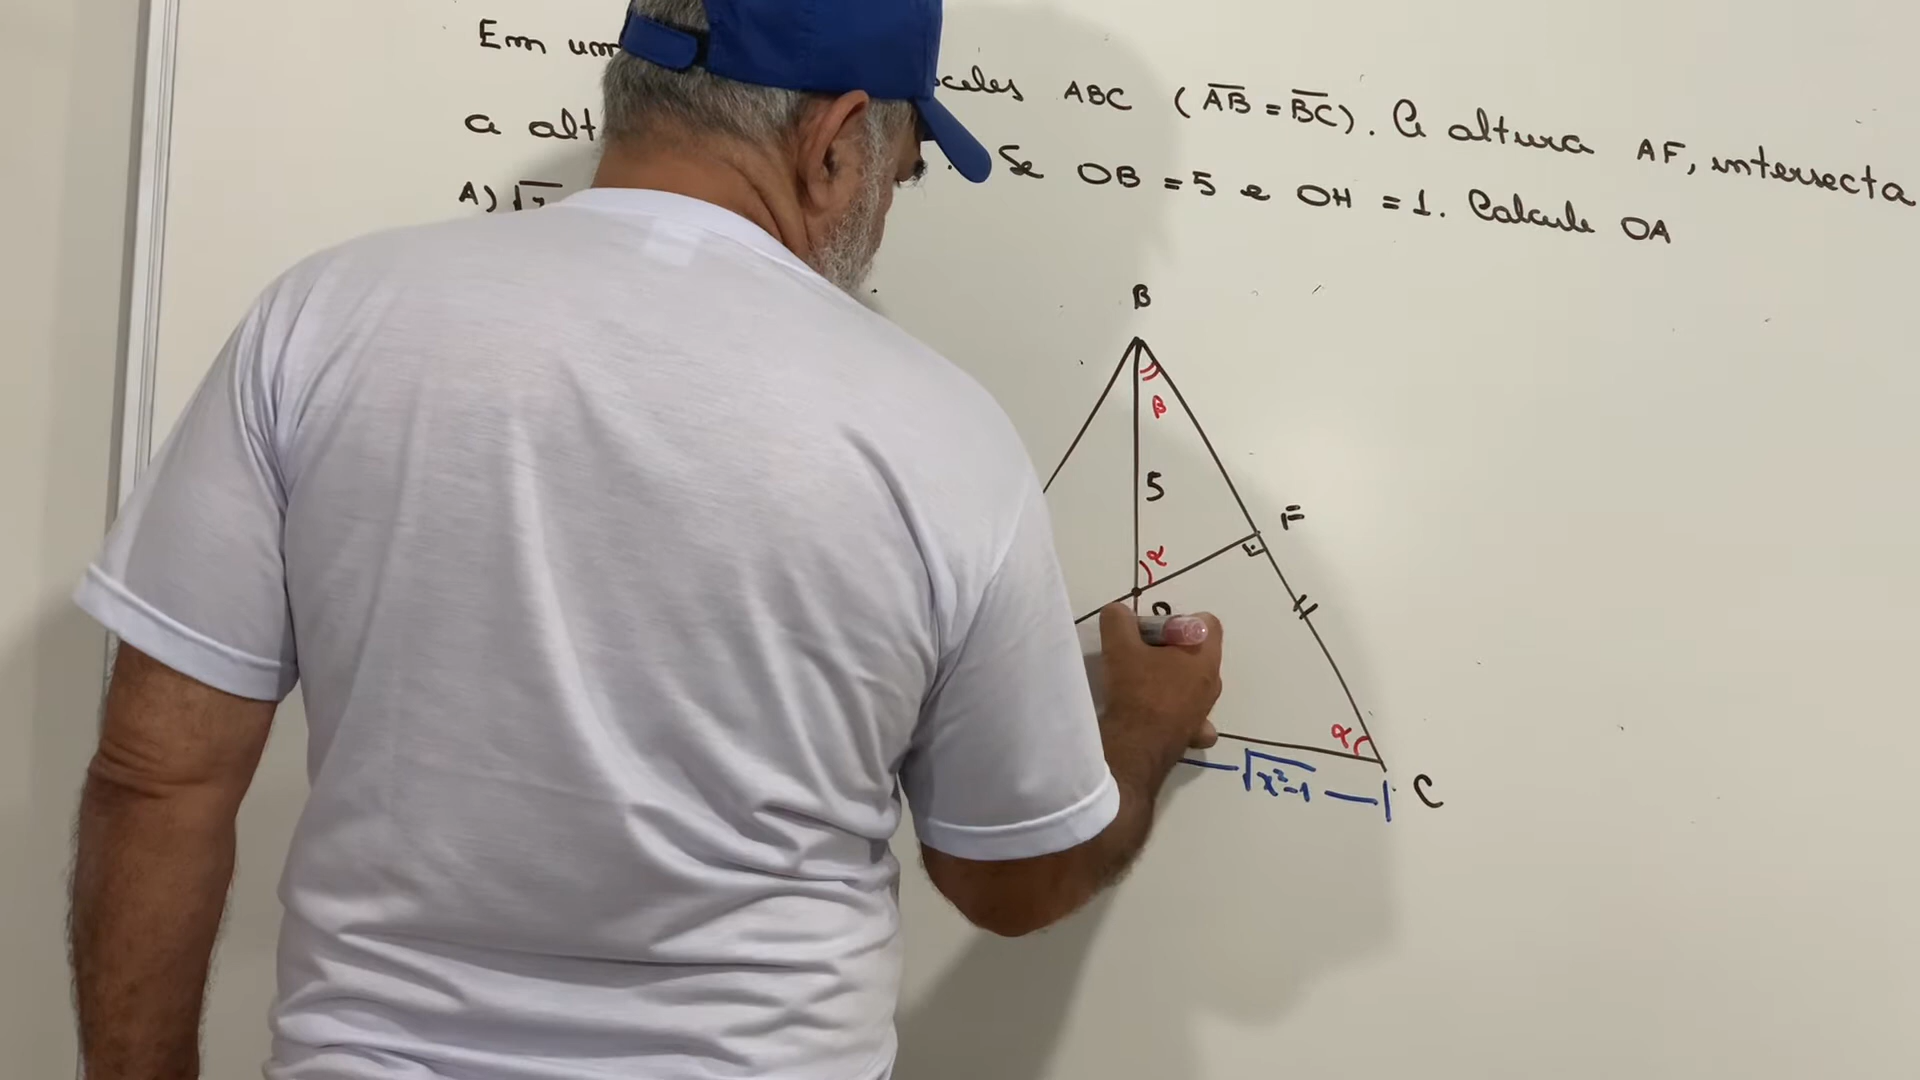 Em um
ABC (AB = BC). A altura AF, intersecta
a alt
. Se OB = 5 e OH = 1. Calcule OA
A) √
B
β
5
F
α
α
√x²-1
C